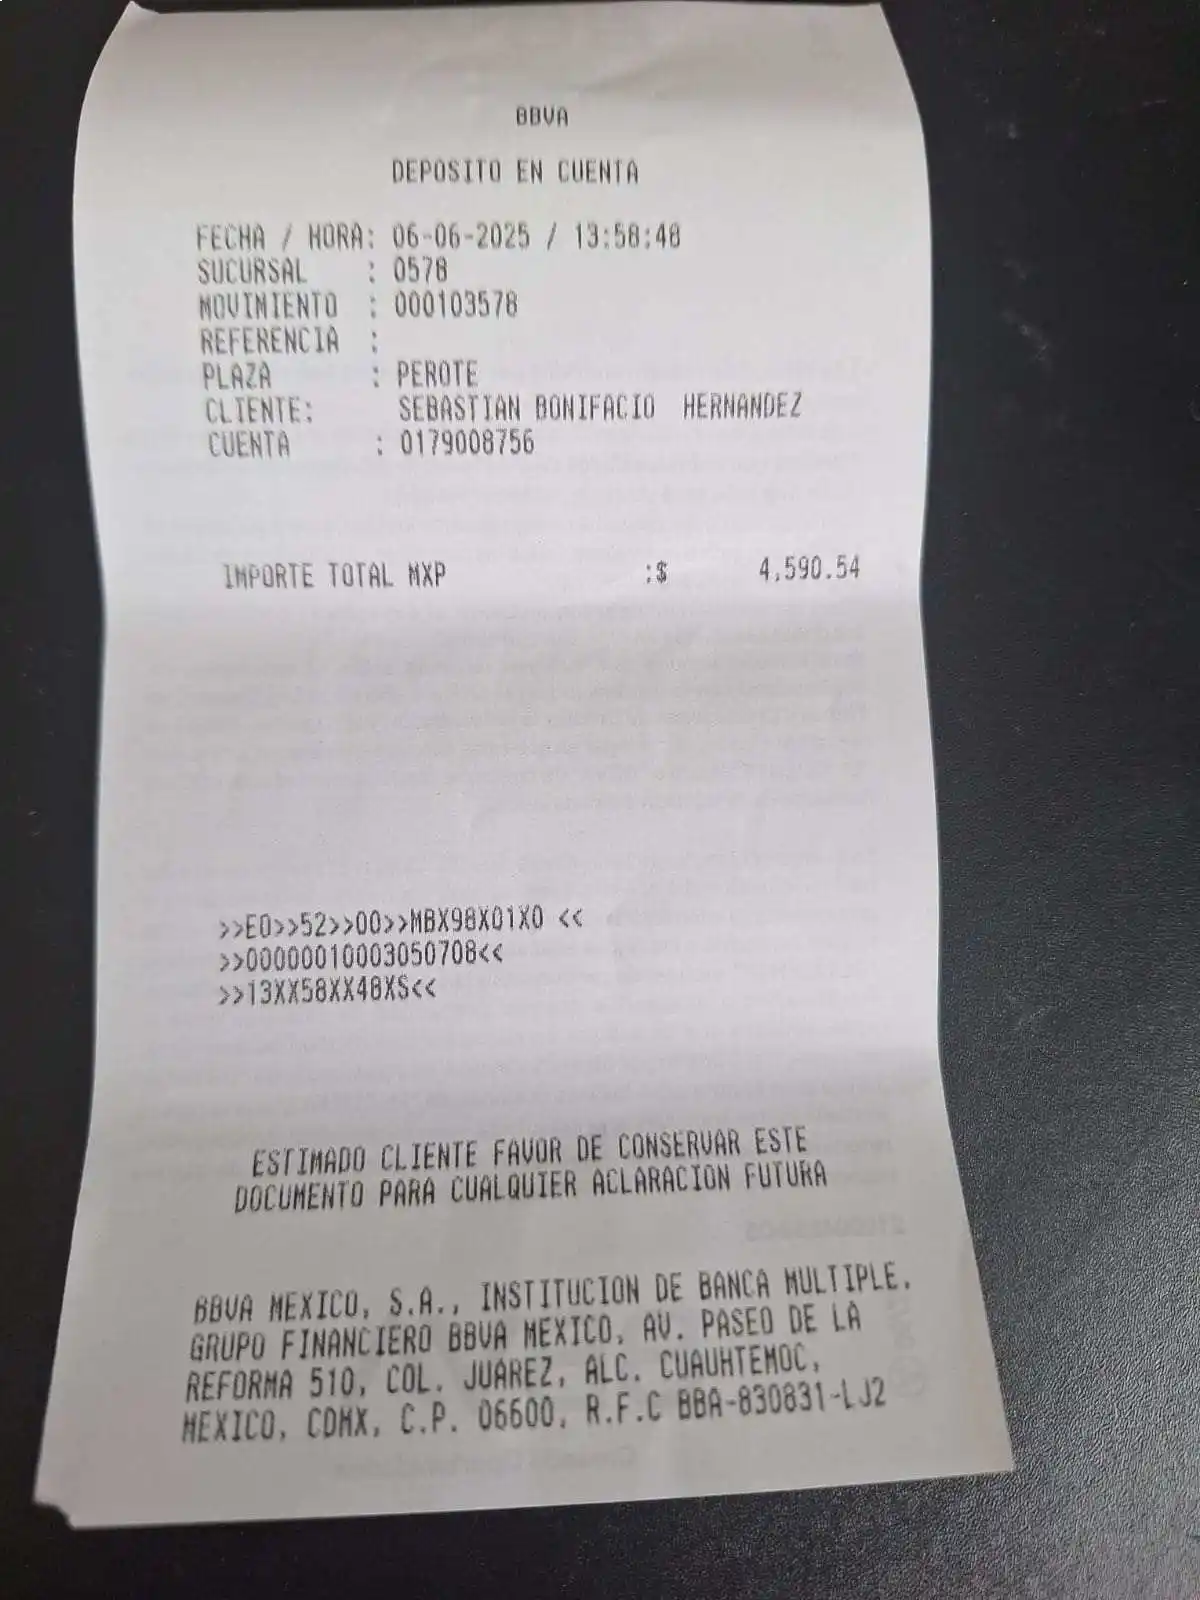 BBVA
DEPOSITO EN CUENTA
FECHA / HORA: 06-06-2025 / 13:58:48
SUCURSAL : 0578
MOVIMIENTO : 000103578
REFERENCIA :
PLAZA : PEROTE
CLIENTE: SEBASTIAN BONIFACIO HERNANDEZ
CUENTA : 0179008756
IMPORTE TOTAL MXP :$ 4,590.54
>>E0>>52>>00>>MBX98X01X0 <<
>>00000010003050708<<
>>13XX58XX48XS<<
ESTIMADO CLIENTE FAVOR DE CONSERVAR ESTE
DOCUMENTO PARA CUALQUIER ACLARACION FUTURA
BBVA MEXICO, S.A., INSTITUCION DE BANCA MULTIPLE,
GRUPO FINANCIERO BBVA MEXICO, AV. PASEO DE LA
REFORMA 510, COL. JUAREZ, ALC. CUAUHTEMOC,
MEXICO, CDMX, C.P. 06600, R.F.C BBA-830831-LJ2